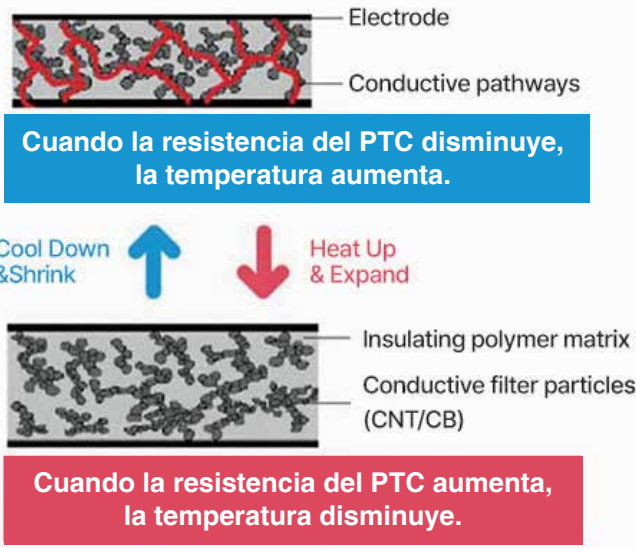 Electrode
Conductive pathways
Cuando la resistencia del PTC disminuye,
la temperatura aumenta.
Cool Down
&Shrink
Heat Up
& Expand
Insulating polymer matrix
Conductive filter particles
(CNT/CB)
Cuando la resistencia del PTC aumenta,
la temperatura disminuye.